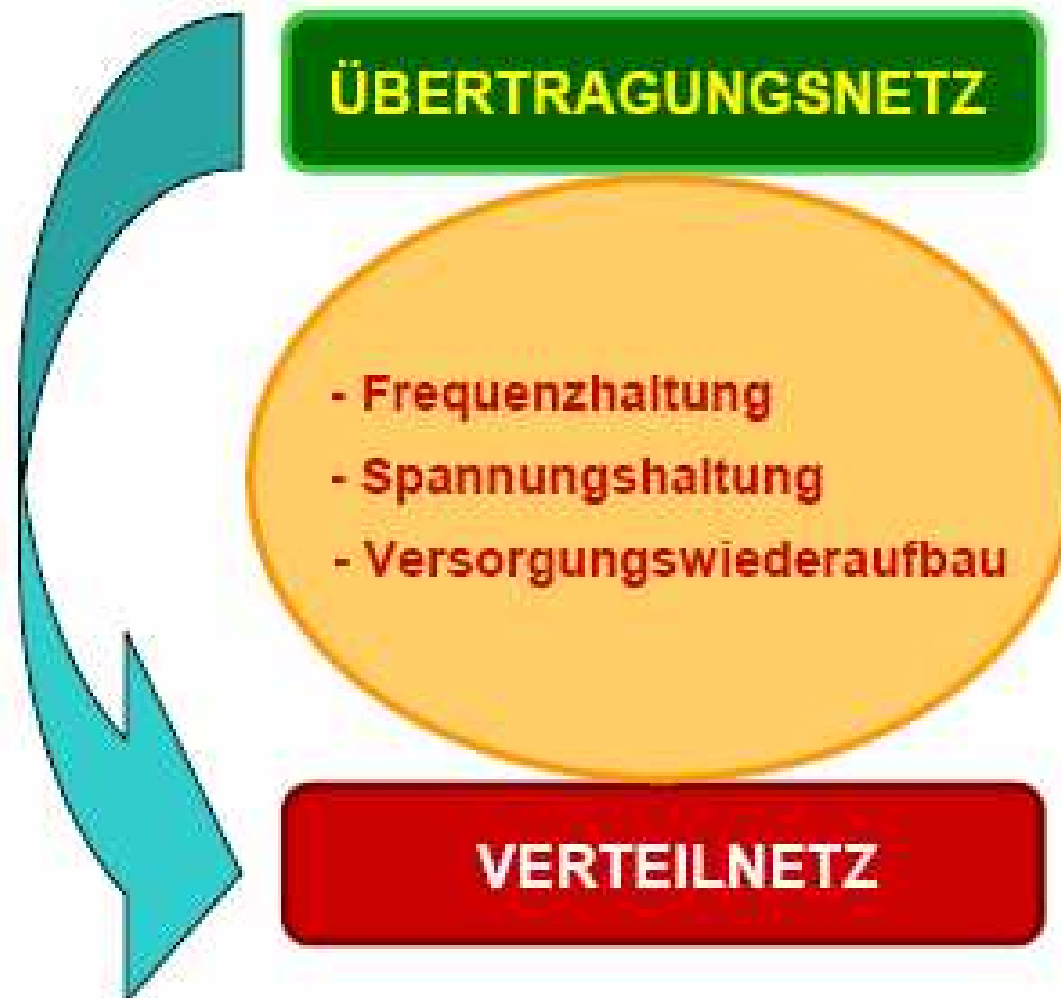 ÜBERTRAGUNGSNETZ
- Frequenzhaltung
- Spannungshaltung
- Versorgungswiederaufbau
VERTEILNETZ